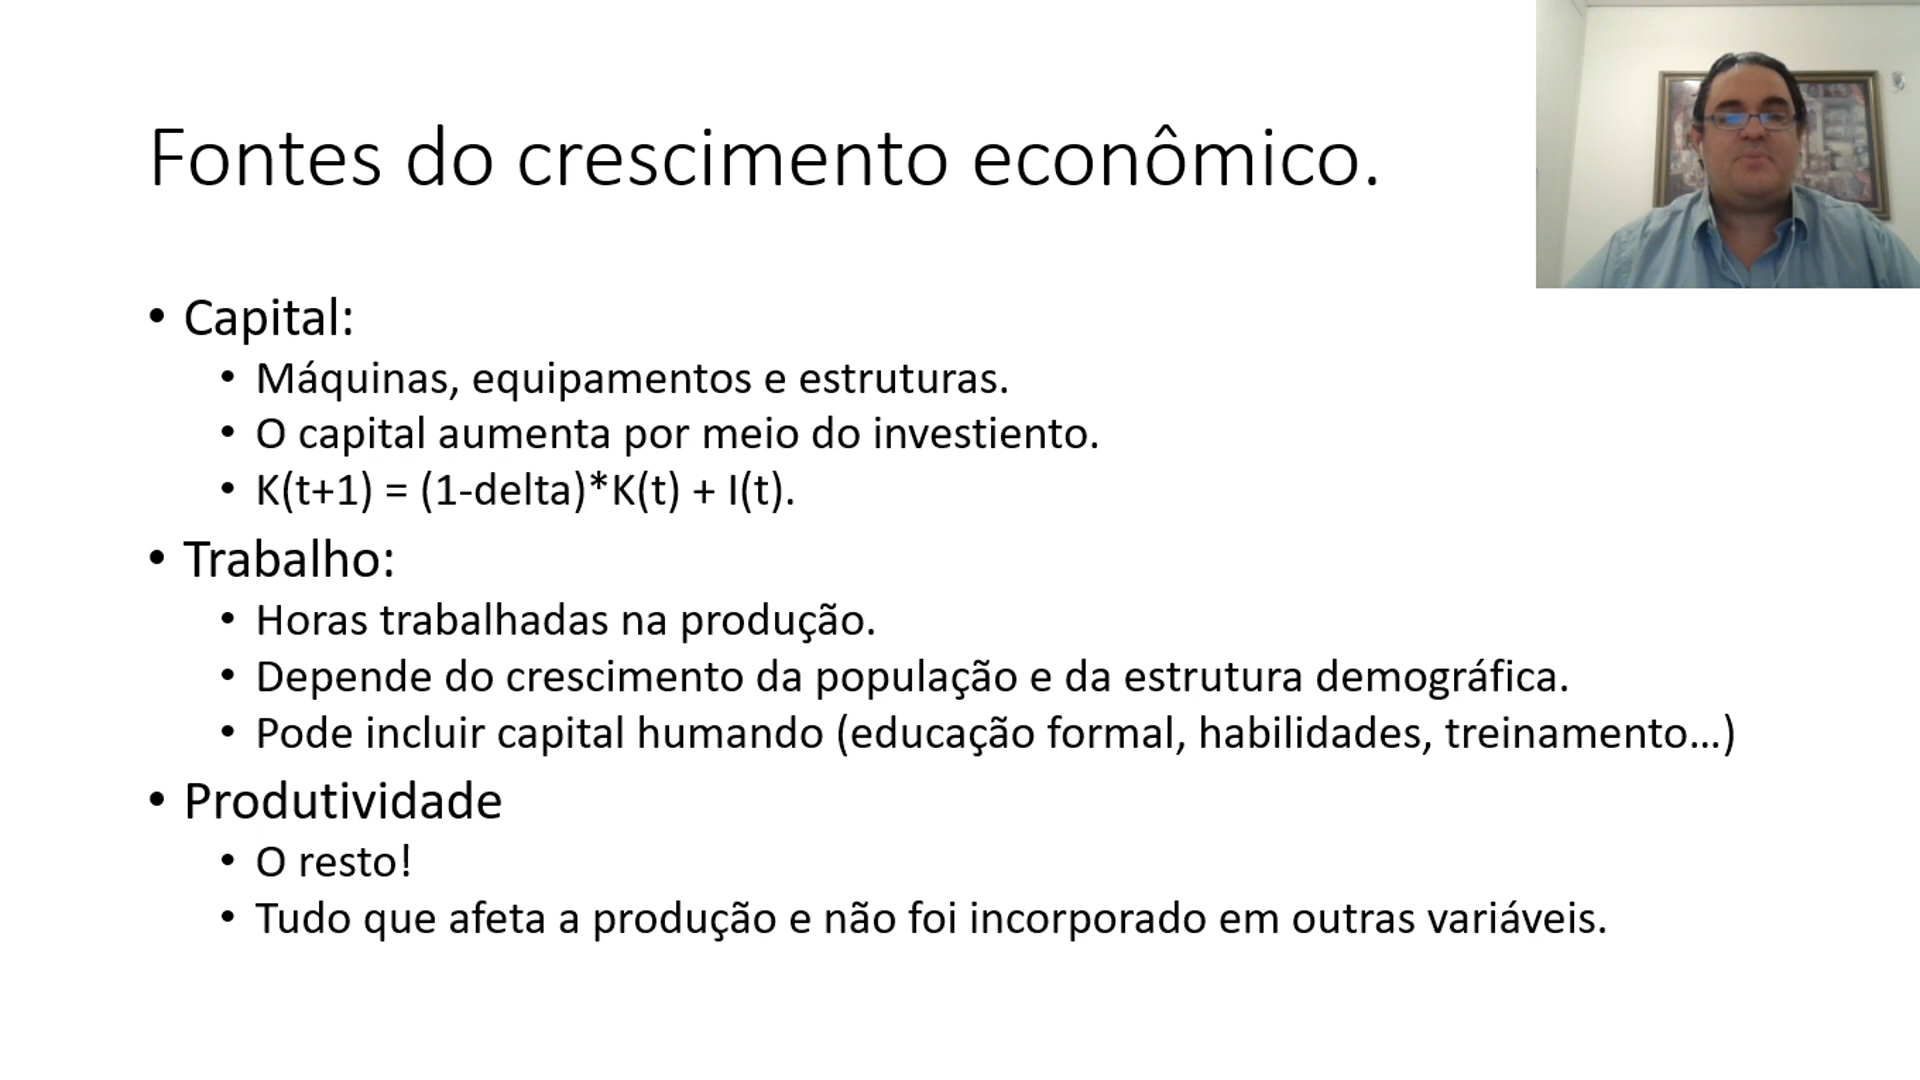 Fontes do crescimento econômico.
• Capital:
• Máquinas, equipamentos e estruturas.
• O capital aumenta por meio do investiento.
• K(t+1) = (1-delta)*K(t) + I(t).
• Trabalho:
• Horas trabalhadas na produção.
• Depende do crescimento da população e da estrutura demográfica.
• Pode incluir capital humando (educação formal, habilidades, treinamento...)
• Produtividade
• O resto!
• Tudo que afeta a produção e não foi incorporado em outras variáveis.